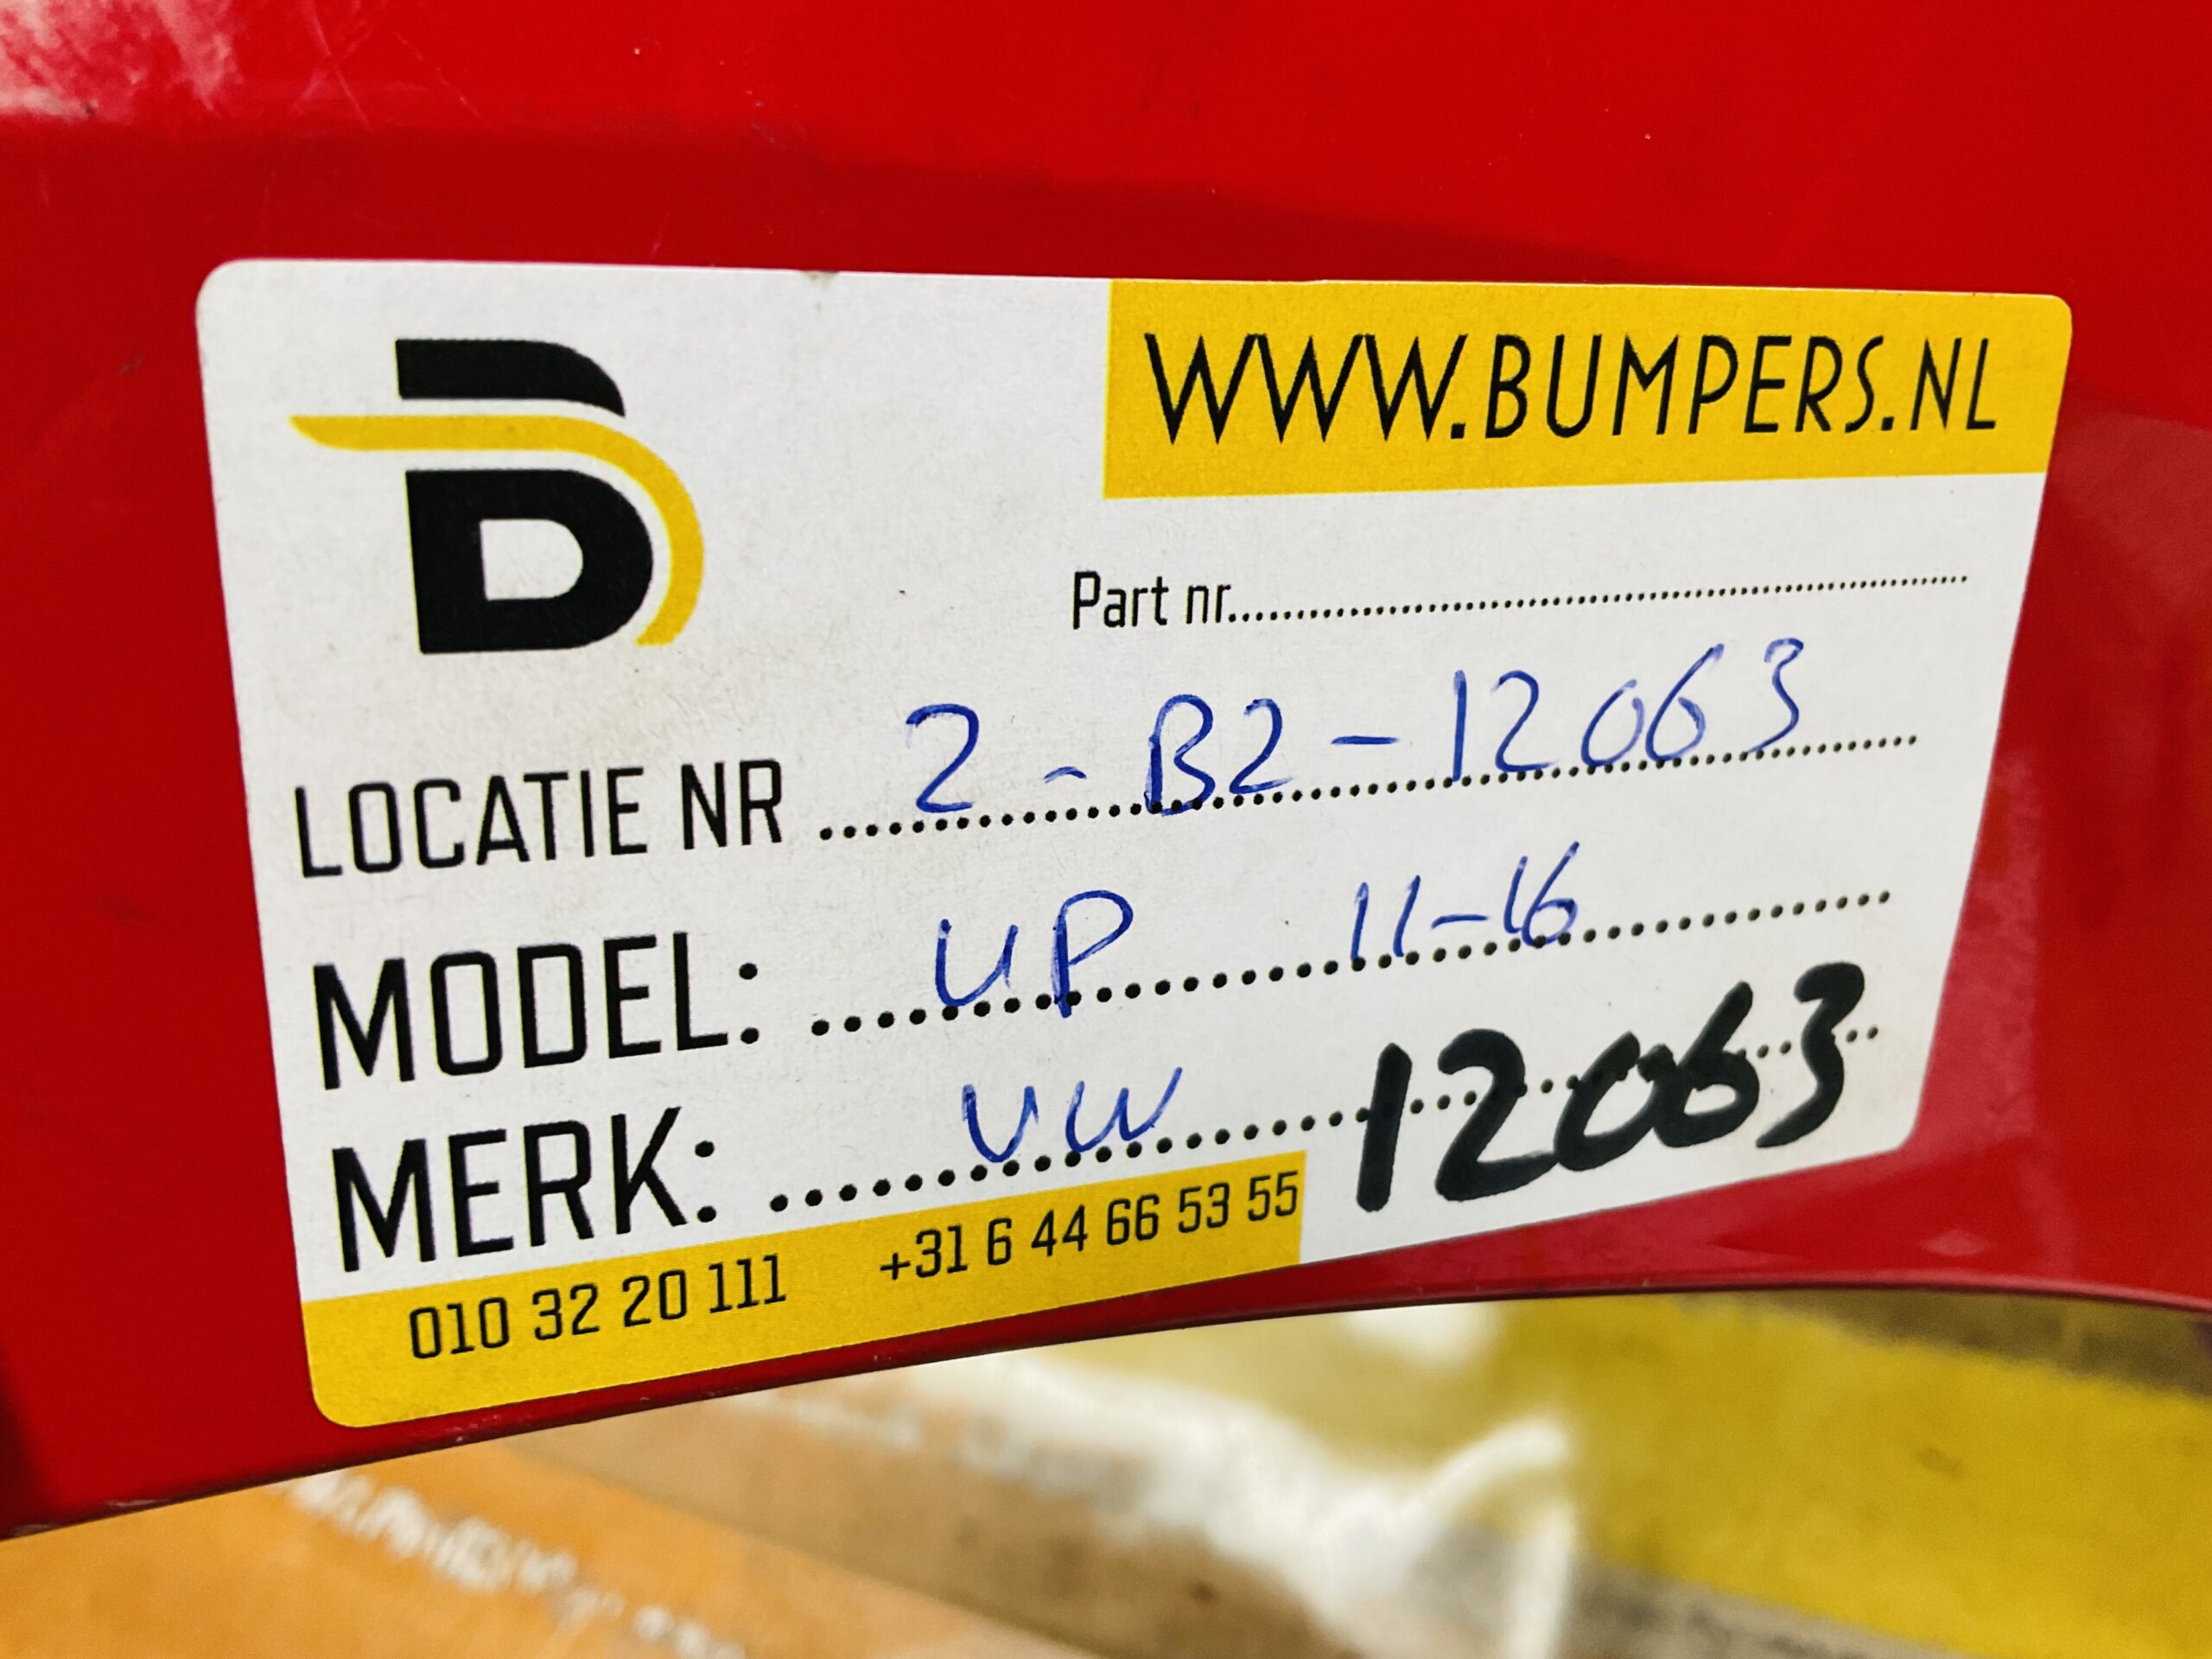 B
WWW.BUMPERS.NL
Part nr.......................................................
LOCATIE NR 2-B2-12063
MODEL: UP 11-16
MERK: VW 12063
010 32 20 111 +31 6 44 66 53 55